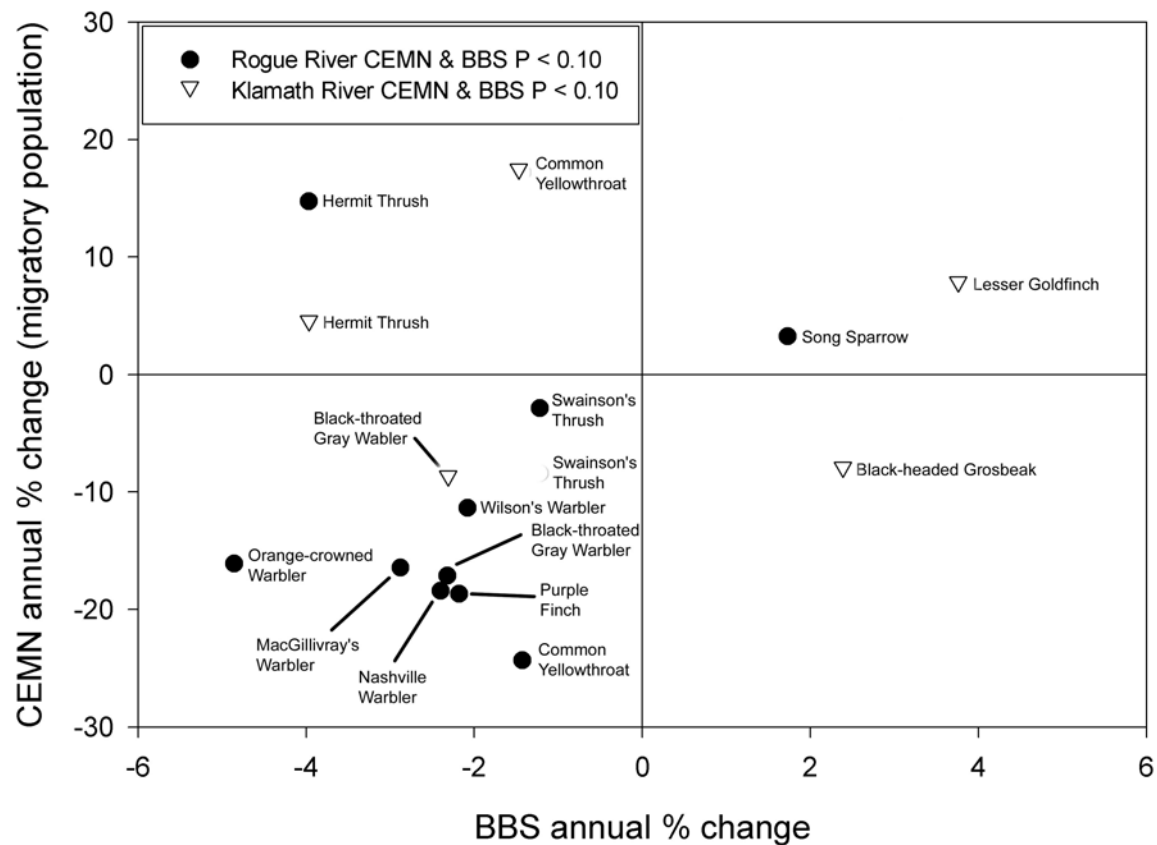 30
20
10
0
-10
-20
-30
CEMN annual % change (migratory population)
Rogue River CEMN & BBS P < 0.10
Klamath River CEMN & BBS P < 0.10
Common
Yellowthroat
Hermit Thrush
Lesser Goldfinch
Hermit Thrush
Song Sparrow
Swainson's
Thrush
Black-throated
Gray Wabler
Swainson's
Thrush
Black-headed Grosbeak
Wilson's Warbler
Black-throated
Gray Warbler
Orange-crowned
Warbler
Purple
Finch
MacGillivray's
Warbler
Nashville
Warbler
Common
Yellowthroat
-6
-4
-2
0
2
4
6
BBS annual % change